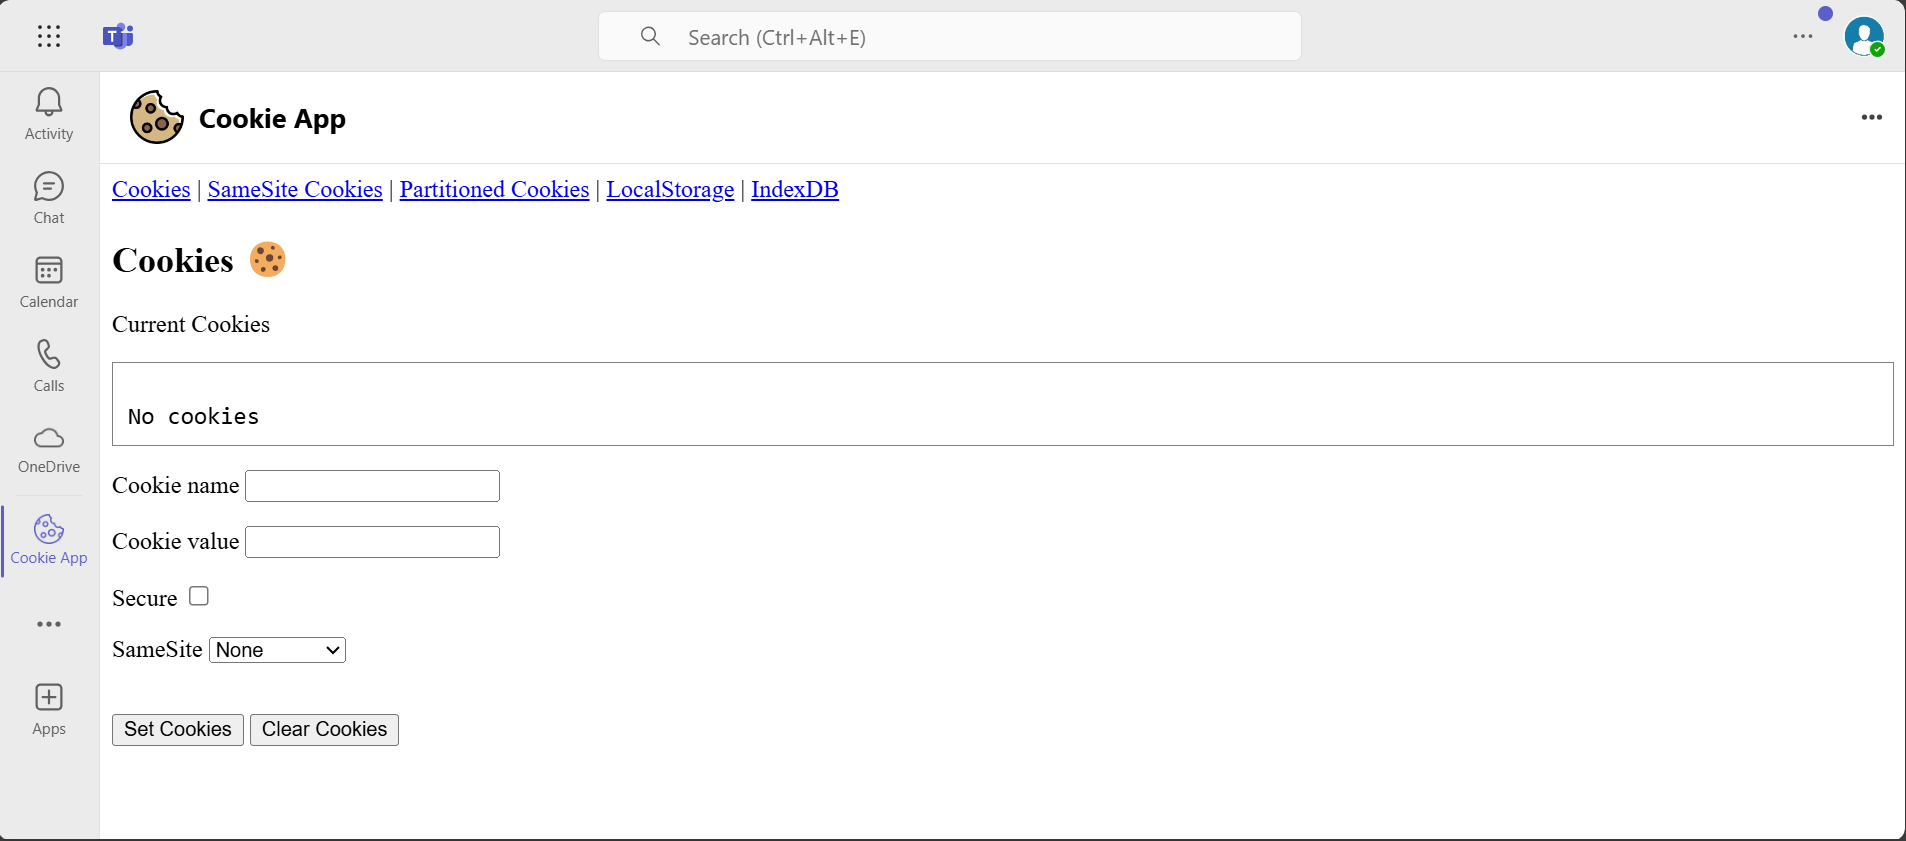 Search (Ctrl+Alt+E)
Activity
Chat
Calendar
Calls
OneDrive
Cookie App
Apps
Cookie App
Cookies | SameSite Cookies | Partitioned Cookies | LocalStorage | IndexDB
Cookies
Current Cookies
No cookies
Cookie name
Cookie value
Secure
SameSite None
Set Cookies Clear Cookies